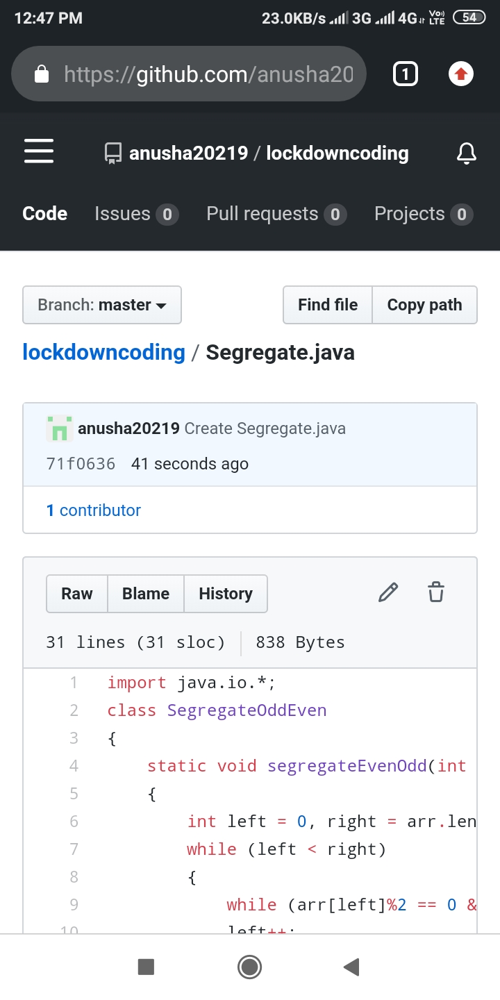 12:47 PM 23.0KB/s 3G 4G Vo)) LTE 54
https://github.com/anusha20 1
anusha20219 / lockdowncoding
Code Issues 0 Pull requests 0 Projects 0
Branch: master Find file Copy path
lockdowncoding / Segregate.java
anusha20219 Create Segregate.java
71f0636 41 seconds ago
1 contributor
Raw Blame History
31 lines (31 sloc) 838 Bytes
1 import java.io.*;
2 class SegregateOddEven
3 {
4 static void segregateEvenOdd(int
5 {
6 int left = 0, right = arr.len
7 while (left < right)
8 {
9 while (arr[left]%2 == 0 &
10 left++;